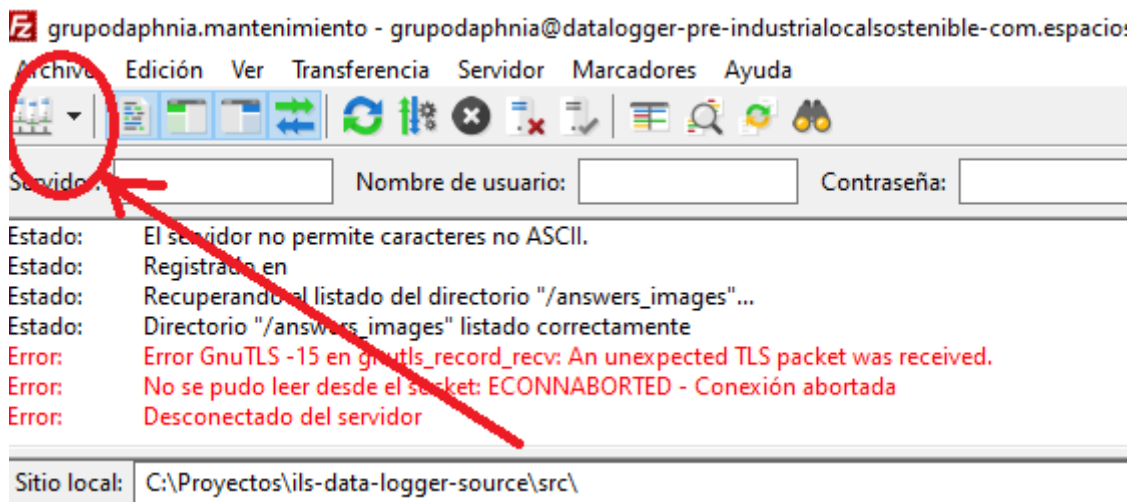 grupodaphnia.mantenimiento - grupodaphnia@datalogger-pre-industrialocalsostenible-com.espacios
Archivo Edición Ver Transferencia Servidor Marcadores Ayuda
Servidor: Nombre de usuario: Contraseña:
Estado: El servidor no permite caracteres no ASCII.
Estado: Registrado en
Estado: Recuperando el listado del directorio "/answers_images"...
Estado: Directorio "/answers_images" listado correctamente
Error: Error GnuTLS -15 en gnutls_record_recv: An unexpected TLS packet was received.
Error: No se pudo leer desde el socket: ECONNABORTED - Conexión abortada
Error: Desconectado del servidor
Sitio local: C:\Proyectos\ils-data-logger-source\src\